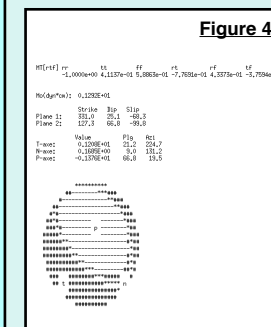 Figure 4
MT[rtf] rr tt ff rt rf tf
-1.0000e+00 4.1137e-01 5.8863e-01 -7.7691e-01 4.3373e-01 -3.7594e
Mo(dyn*cm): 0.1292E+01
Strike Dip Slip
Plane 1: 331.0 25.1 -68.3
Plane 2: 127.3 66.8 -99.8
Value Plg Azi
T-axe: 0.1208E+01 21.2 224.7
N-axe: 0.1685E+00 9.0 131.2
P-axe: -0.1376E+01 66.8 19.5
p
t
n